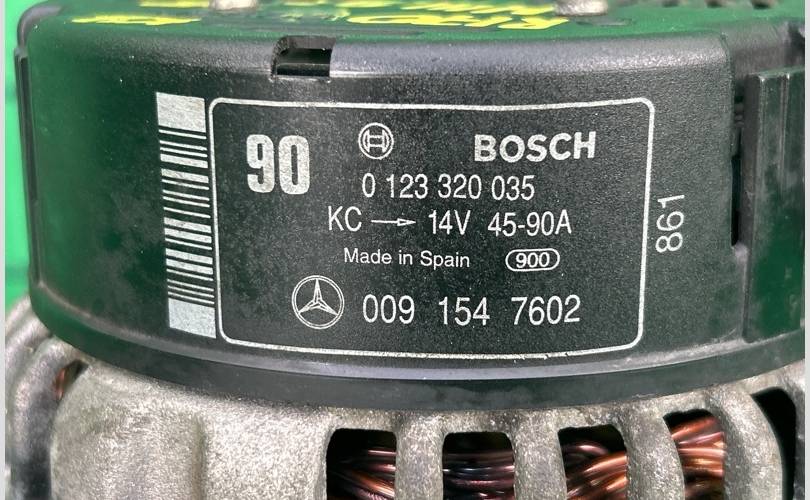 90 BOSCH
0 123 320 035
KC → 14V 45-90A
Made in Spain 900
009 154 7602
861